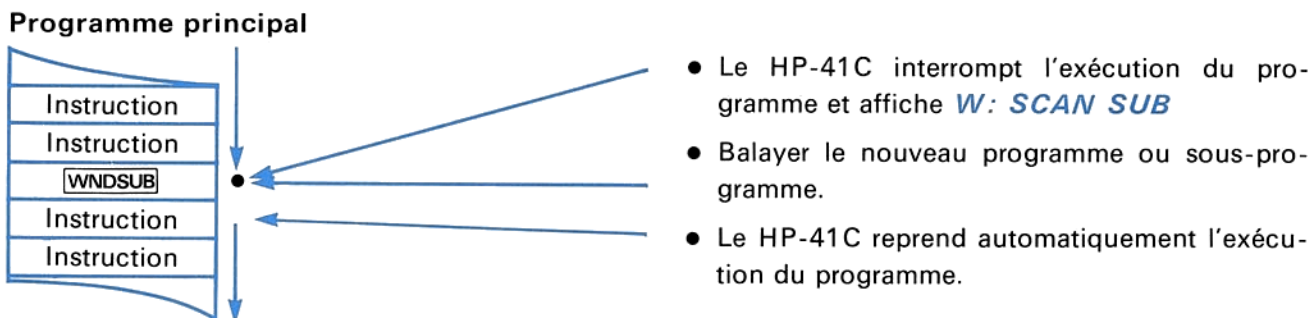 Programme principal
Instruction
Instruction
WNDSUB
Instruction
Instruction
● Le HP-41C interrompt l'exécution du pro-
gramme et affiche W: SCAN SUB
● Balayer le nouveau programme ou sous-pro-
gramme.
● Le HP-41C reprend automatiquement l'exécu-
tion du programme.